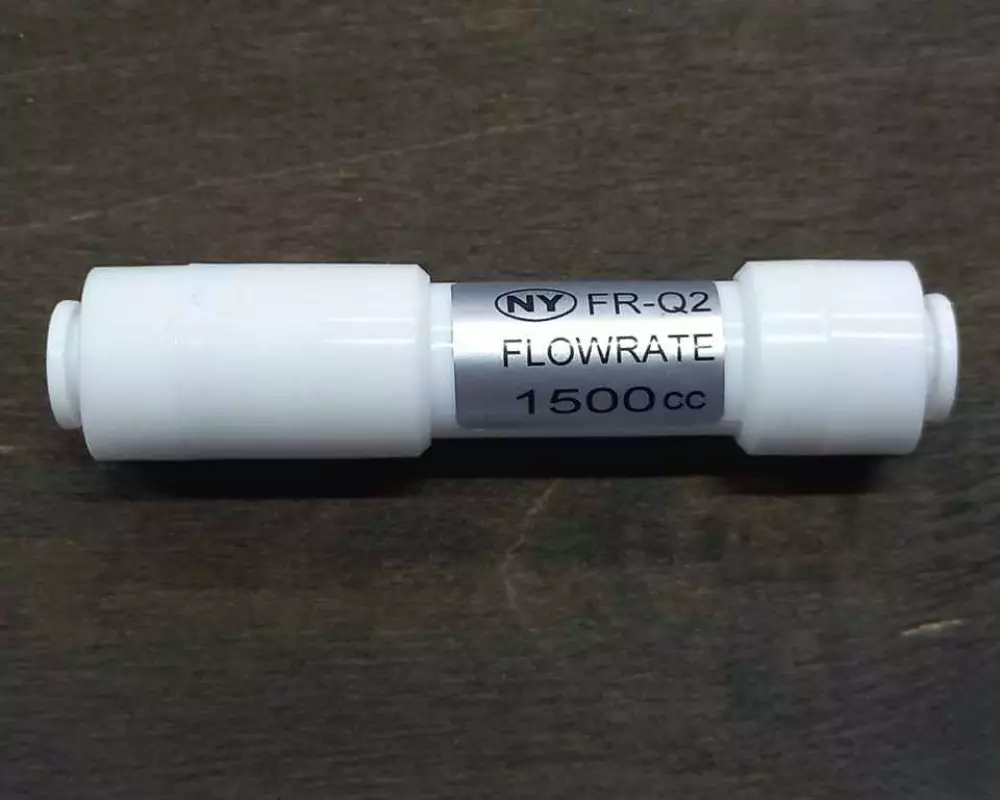 NY FR-Q2
FLOWRATE
1500cc